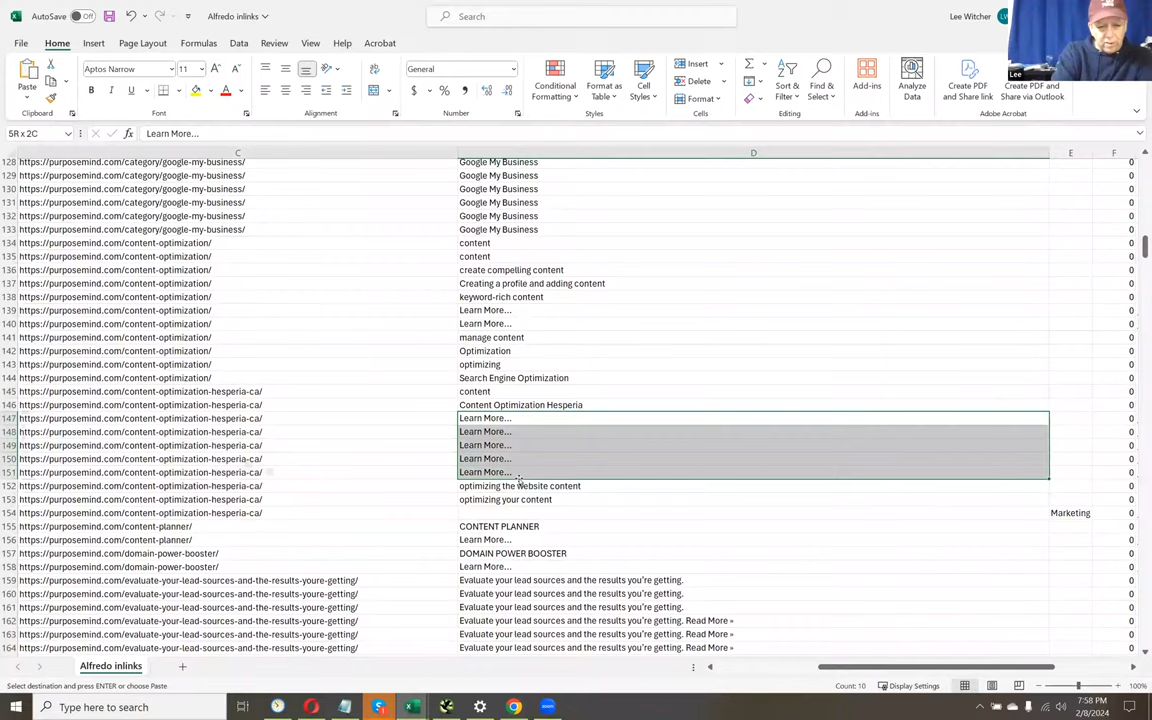 AutoSave Off Alfredo inlinks Search Lee Witcher LW
File Home Insert Page Layout Formulas Data Review View Help Acrobat
Paste Aptos Narrow 11 B I U A General $ % , Conditional Formatting Format as Table Cell Styles Insert Delete Format Sort & Filter Find & Select Add-ins Analyze Data Create PDF and Share link Create PDF and Share via Outlook
Clipboard Font Alignment Number Styles Cells Editing Add-ins Adobe Acrobat
Lee
5R x 2C fx Learn More...
C D E F
128 https://purposemind.com/category/google-my-business/ Google My Business 0
129 https://purposemind.com/category/google-my-business/ Google My Business 0
130 https://purposemind.com/category/google-my-business/ Google My Business 0
131 https://purposemind.com/category/google-my-business/ Google My Business 0
132 https://purposemind.com/category/google-my-business/ Google My Business 0
133 https://purposemind.com/category/google-my-business/ Google My Business 0
134 https://purposemind.com/content-optimization/ content 0
135 https://purposemind.com/content-optimization/ content 0
136 https://purposemind.com/content-optimization/ create compelling content 0
137 https://purposemind.com/content-optimization/ Creating a profile and adding content 0
138 https://purposemind.com/content-optimization/ keyword-rich content 0
139 https://purposemind.com/content-optimization/ Learn More... 0
140 https://purposemind.com/content-optimization/ Learn More... 0
141 https://purposemind.com/content-optimization/ manage content 0
142 https://purposemind.com/content-optimization/ Optimization 0
143 https://purposemind.com/content-optimization/ optimizing 0
144 https://purposemind.com/content-optimization/ Search Engine Optimization 0
145 https://purposemind.com/content-optimization-hesperia-ca/ content 0
146 https://purposemind.com/content-optimization-hesperia-ca/ Content Optimization Hesperia 0
147 https://purposemind.com/content-optimization-hesperia-ca/ Learn More... 0
148 https://purposemind.com/content-optimization-hesperia-ca/ Learn More... 0
149 https://purposemind.com/content-optimization-hesperia-ca/ Learn More... 0
150 https://purposemind.com/content-optimization-hesperia-ca/ Learn More... 0
151 https://purposemind.com/content-optimization-hesperia-ca/ Learn More... 0
152 https://purposemind.com/content-optimization-hesperia-ca/ optimizing the website content 0
153 https://purposemind.com/content-optimization-hesperia-ca/ optimizing your content 0
154 https://purposemind.com/content-optimization-hesperia-ca/ Marketing 0
155 https://purposemind.com/content-planner/ CONTENT PLANNER 0
156 https://purposemind.com/content-planner/ Learn More... 0
157 https://purposemind.com/domain-power-booster/ DOMAIN POWER BOOSTER 0
158 https://purposemind.com/domain-power-booster/ Learn More... 0
159 https://purposemind.com/evaluate-your-lead-sources-and-the-results-youre-getting/ Evaluate your lead sources and the results you're getting. 0
160 https://purposemind.com/evaluate-your-lead-sources-and-the-results-youre-getting/ Evaluate your lead sources and the results you're getting. 0
161 https://purposemind.com/evaluate-your-lead-sources-and-the-results-youre-getting/ Evaluate your lead sources and the results you're getting. 0
162 https://purposemind.com/evaluate-your-lead-sources-and-the-results-youre-getting/ Evaluate your lead sources and the results you're getting. Read More » 0
163 https://purposemind.com/evaluate-your-lead-sources-and-the-results-youre-getting/ Evaluate your lead sources and the results you're getting. Read More » 0
164 https://purposemind.com/evaluate-your-lead-sources-and-the-results-youre-getting/ Evaluate your lead sources and the results you're getting. Read More » 0
Alfredo inlinks
Select destination and press ENTER or choose Paste Count: 10 Display Settings 100%
Type here to search zoom 7:58 PM
2/8/2024